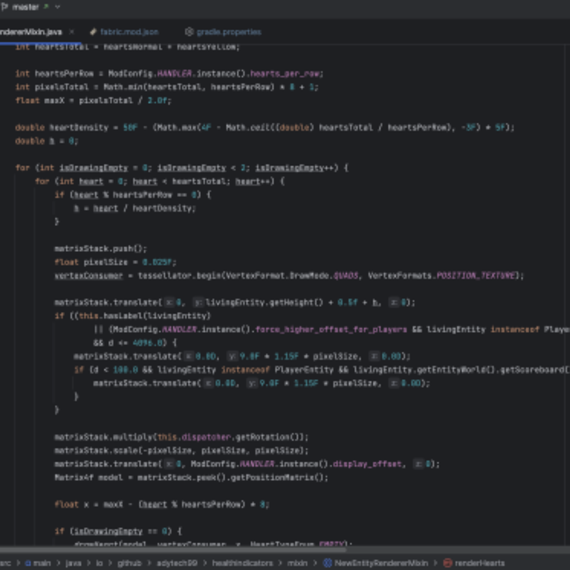 master
ndererMixin.java × fabric.mod.json gradle.properties
int heartsTotal = heartsNormal + heartsYellow;
int heartsPerRow = ModConfig.HANDLER.instance().hearts_per_row;
int pixelsTotal = Math.min(heartsTotal, heartsPerRow) * 8 + 1;
float maxX = pixelsTotal / 2.0f;
double heartDensity = 50F - (Math.max(4F - Math.ceil((double) heartsTotal / heartsPerRow), -3F) * 5F);
double h = 0;
for (int isDrawingEmpty = 0; isDrawingEmpty < 2; isDrawingEmpty++) {
for (int heart = 0; heart < heartsTotal; heart++) {
if (heart % heartsPerRow == 0) {
h = heart / heartDensity;
}
matrixStack.push();
float pixelSize = 0.025F;
vertexConsumer = tessellator.begin(VertexFormat.DrawMode.QUADS, VertexFormats.POSITION_TEXTURE);
matrixStack.translate( x: 0, y: livingEntity.getHeight() + 0.5f + h, z: 0);
if ((this.hasLabel(livingEntity)
|| (ModConfig.HANDLER.instance().force_higher_offset_for_players && livingEntity instanceof Playe
&& d <= 4096.0) {
matrixStack.translate( x: 0.0D, y: 9.0F * 1.15F * pixelSize, z: 0.0D);
if (d < 100.0 && livingEntity instanceof PlayerEntity && livingEntity.getEntityWorld().getScoreboard(
matrixStack.translate( x: 0.0D, y: 9.0F * 1.15F * pixelSize, z: 0.0D);
}
}
matrixStack.multiply(this.dispatcher.getRotation());
matrixStack.scale(-pixelSize, pixelSize, pixelSize);
matrixStack.translate( x: 0, ModConfig.HANDLER.instance().display_offset, z: 0);
Matrix4f model = matrixStack.peek().getPositionMatrix();
float x = maxX - (heart % heartsPerRow) * 8;
if (isDrawingEmpty == 0) {
drawHeart(model, vertexConsumer, x, HeartTypeEnum.EMPTY);
src > main > java > io > github > adytech99 > healthindicators > mixin > NewEntityRendererMixin > renderHearts